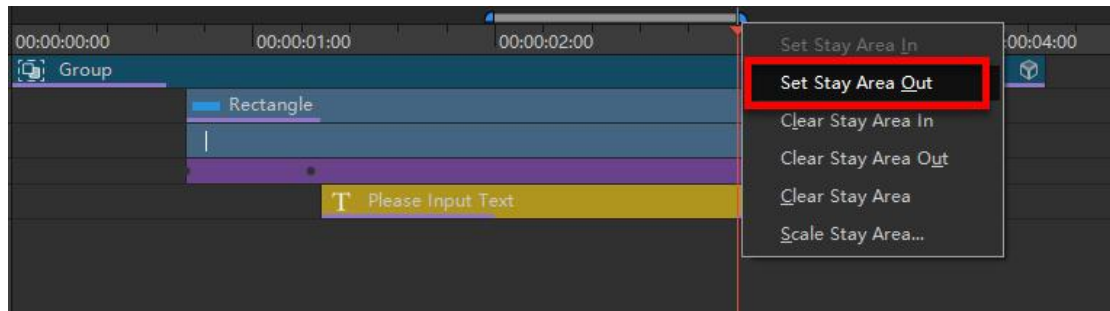 00:00:00:00 00:00:01:00 00:00:02:00 :00:04:00
Group
Rectangle
T Please Input Text
Set Stay Area In
Set Stay Area Out
Clear Stay Area In
Clear Stay Area Out
Clear Stay Area
Scale Stay Area...